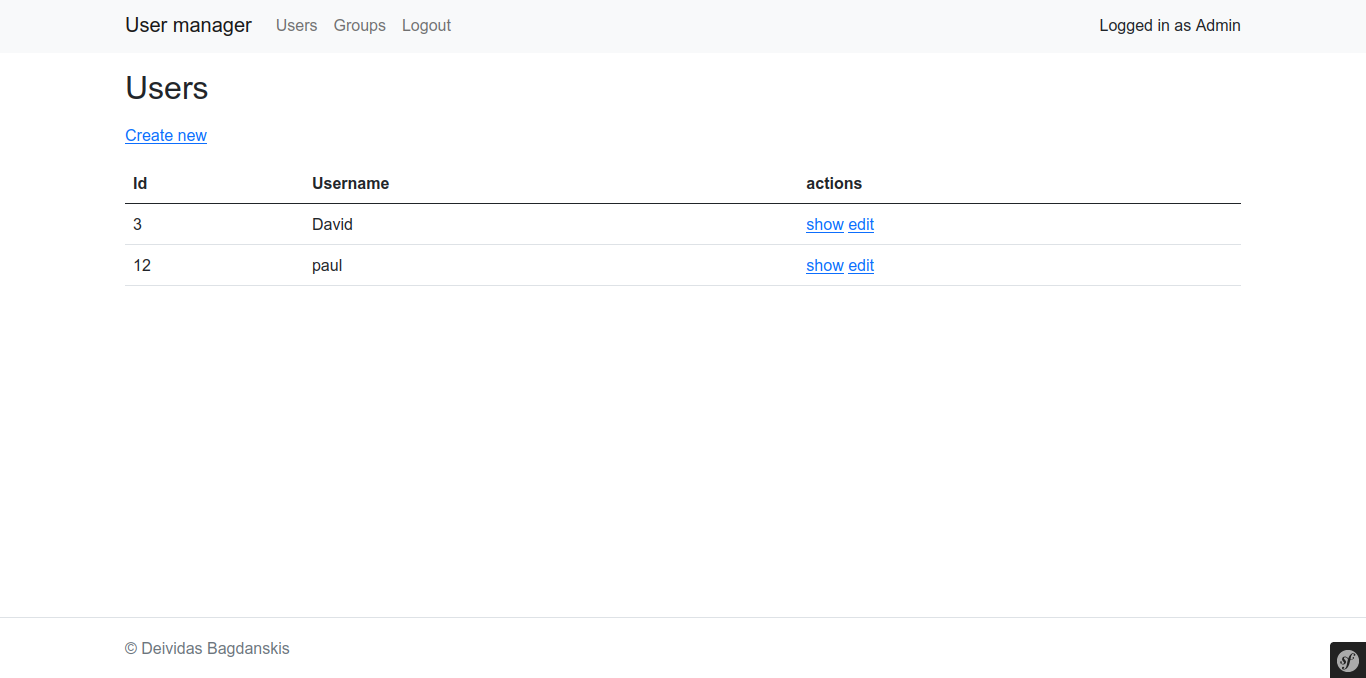 User manager Users Groups Logout Logged in as Admin
Users
Create new
Id Username actions
3 David show edit
12 paul show edit
© Deividas Bagdanskis
sf